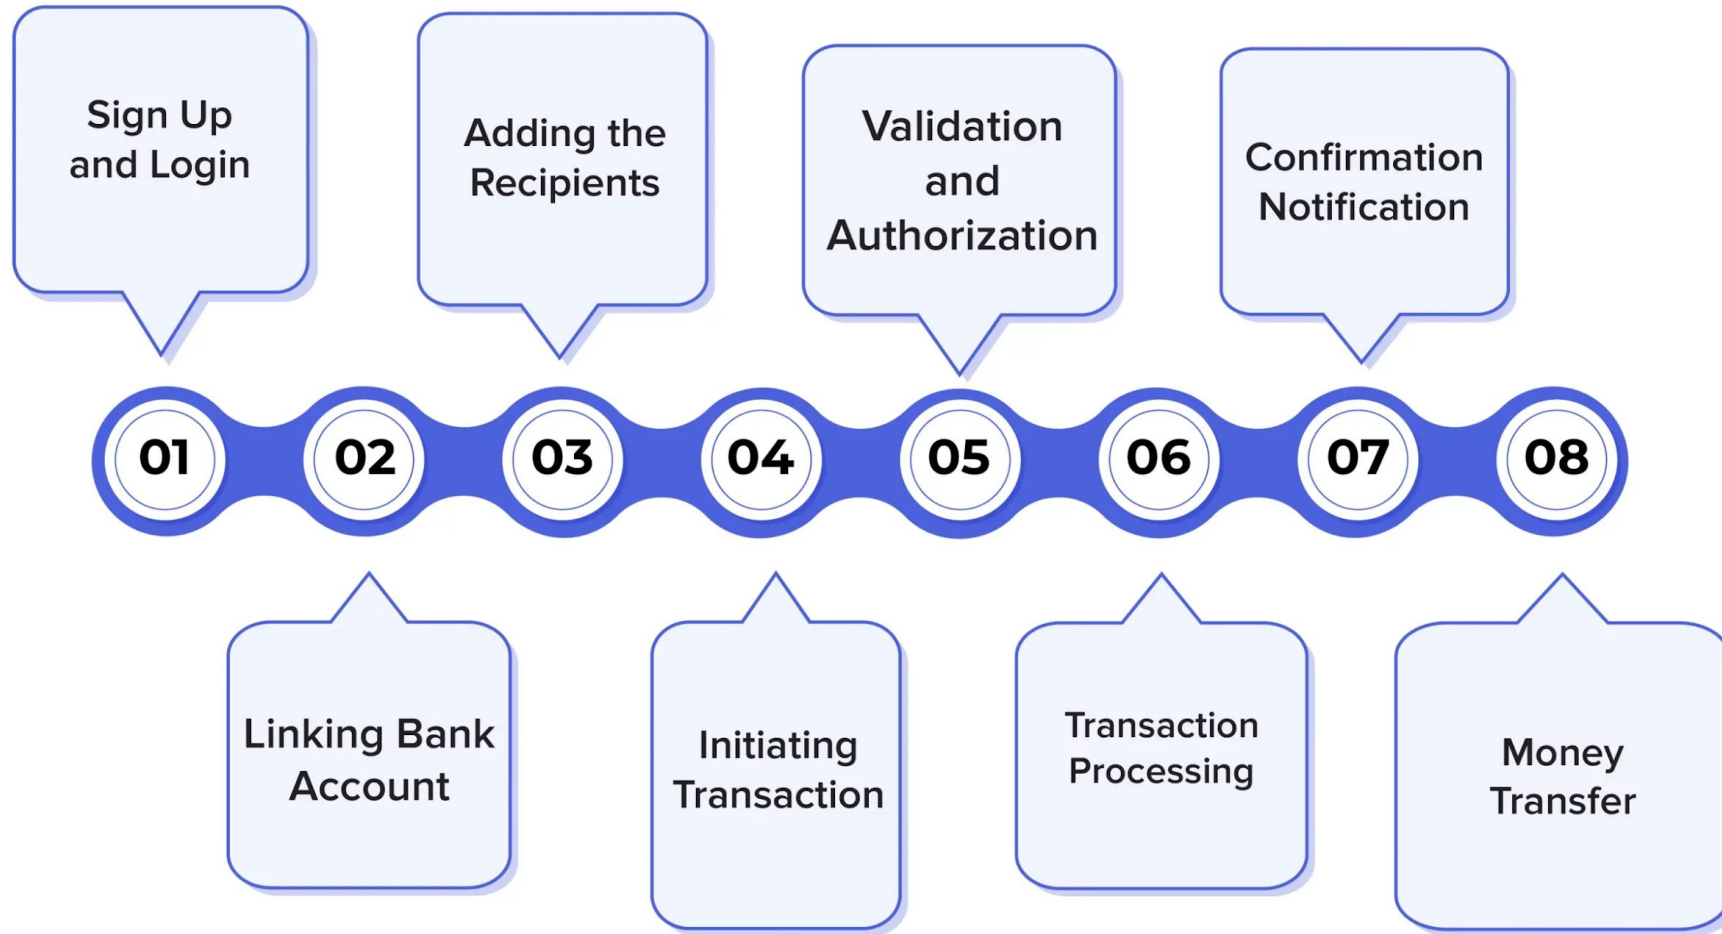 Sign Up
and Login
Adding the
Recipients
Validation
and
Authorization
Confirmation
Notification
01
02
03
04
05
06
07
08
Linking Bank
Account
Initiating
Transaction
Transaction
Processing
Money
Transfer